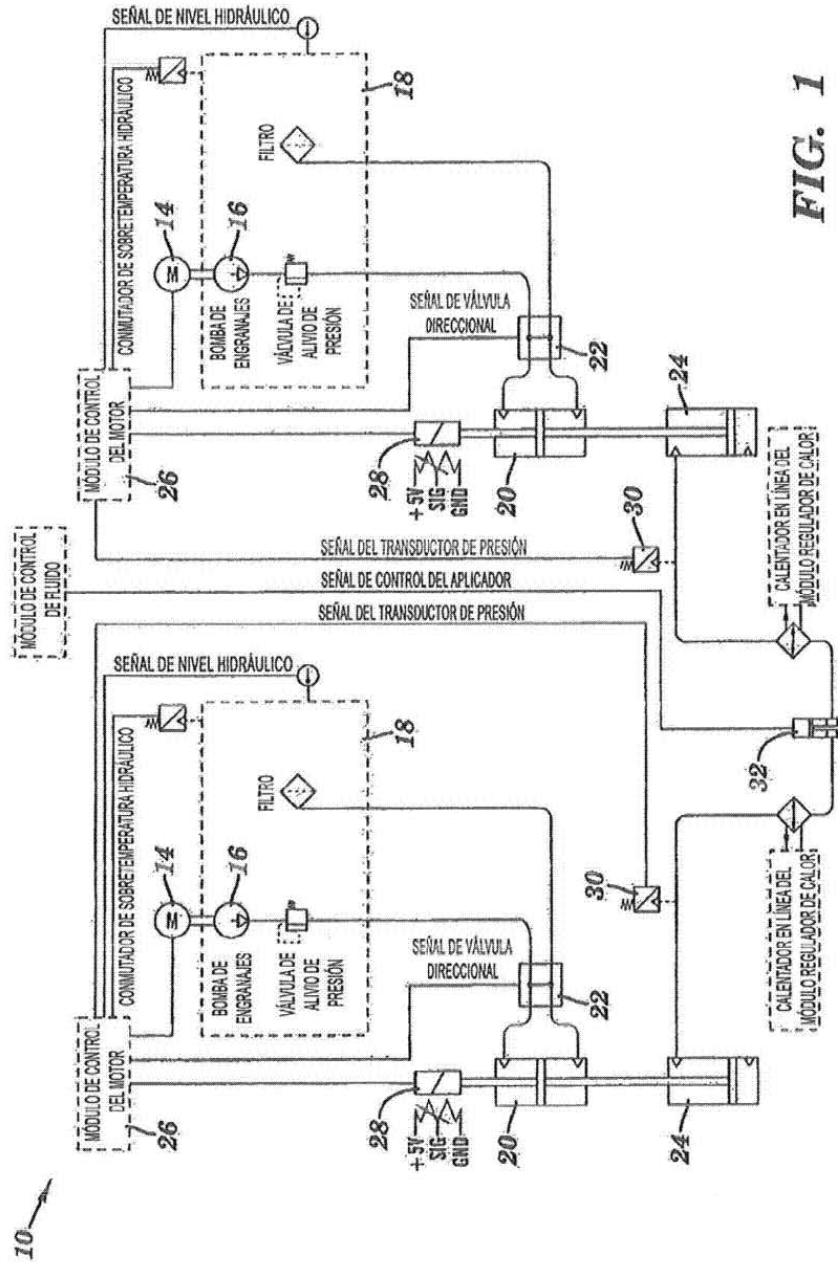 10
MÓDULO DE CONTROL
DEL MOTOR
26
SEÑAL DE NIVEL HIDRÁULICO
CONMUTADOR DE SOBRETEMPERATURA HIDRÁULICO
14
M
16
BOMBA DE
ENGRANAJES
VÁLVULA DE
ALIVIO DE
PRESIÓN
FILTRO
18
SEÑAL DE VÁLVULA
DIRECCIONAL
22
28
+5V
SIG
GND
20
24
30
MÓDULO DE CONTROL
DE FLUIDO
SEÑAL DEL TRANSDUCTOR DE PRESIÓN
SEÑAL DE CONTROL DEL APLICADOR
SEÑAL DEL TRANSDUCTOR DE PRESIÓN
32
CALENTADOR EN LÍNEA DEL
MÓDULO REGULADOR DE CALOR
MÓDULO DE CONTROL
DEL MOTOR
26
SEÑAL DE NIVEL HIDRÁULICO
CONMUTADOR DE SOBRETEMPERATURA HIDRÁULICO
14
M
16
BOMBA DE
ENGRANAJES
VÁLVULA DE
ALIVIO DE
PRESIÓN
FILTRO
18
SEÑAL DE VÁLVULA
DIRECCIONAL
22
28
+5V
SIG
GND
20
24
30
CALENTADOR EN LÍNEA DEL
MÓDULO REGULADOR DE CALOR
FIG. 1